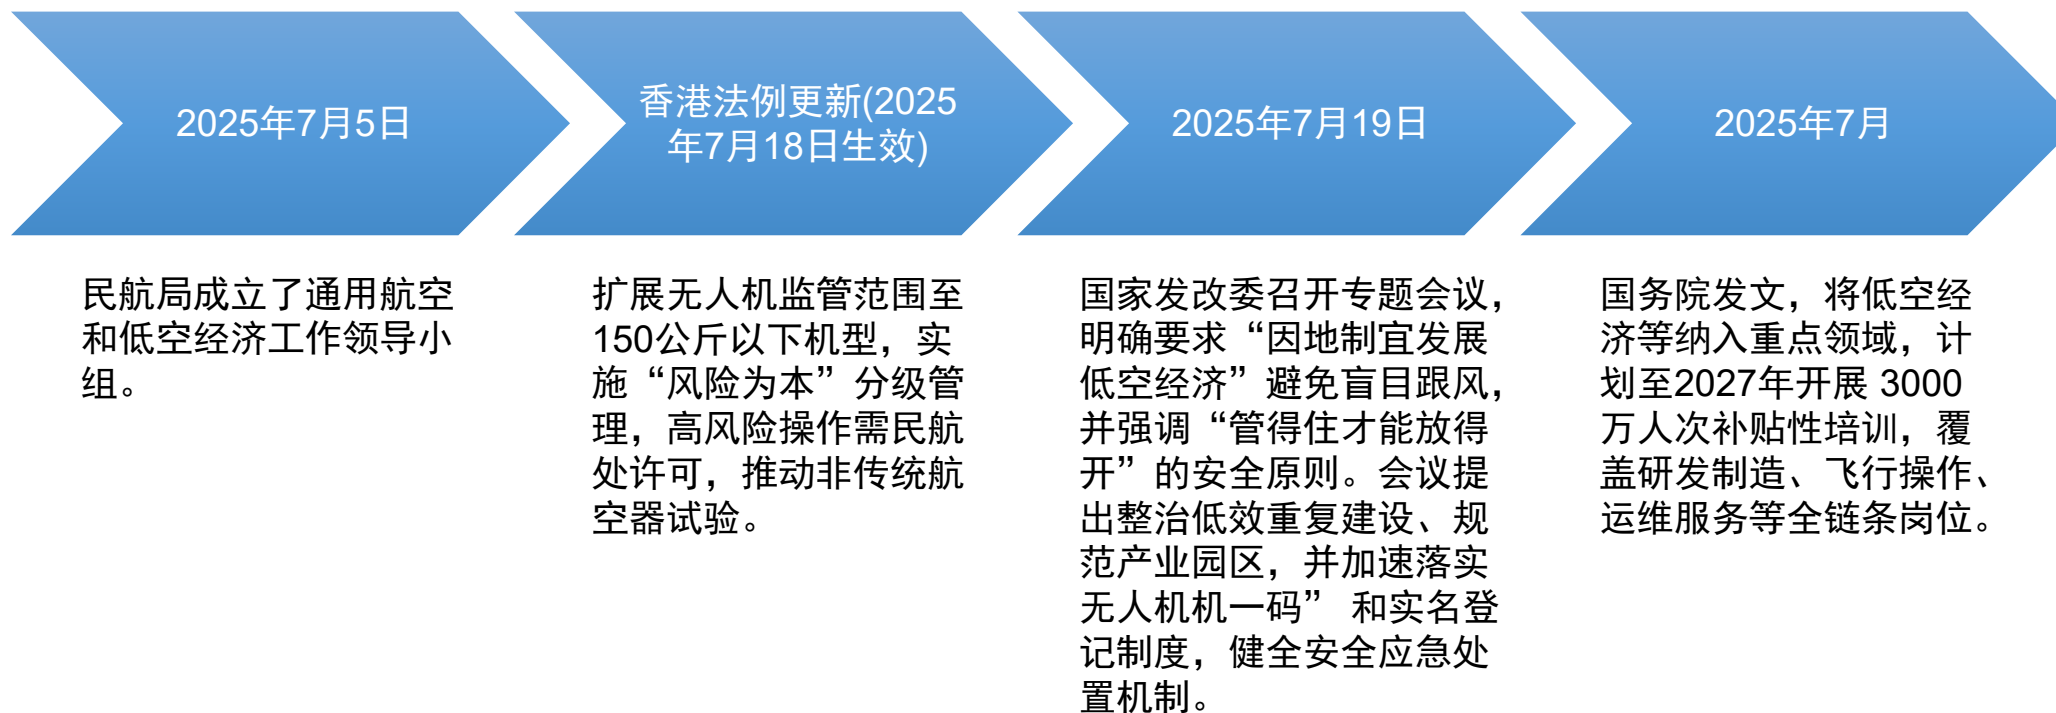 2025年7月5日
香港法例更新(2025
年7月18日生效)
2025年7月19日
2025年7月
民航局成立了通用航空
和低空经济工作领导小
组。
扩展无人机监管范围至
150公斤以下机型，实
施“风险为本”分级管
理，高风险操作需民航
处许可，推动非传统航
空器试验。
国家发改委召开专题会议，
明确要求“因地制宜发展
低空经济”避免盲目跟风，
并强调“管得住才能放得
开”的安全原则。会议提
出整治低效重复建设、规
范产业园区，并加速落实
无人机机一码” 和实名登
记制度，健全安全应急处
置机制。
国务院发文，将低空经
济等纳入重点领域，计
划至2027年开展 3000
万人次补贴性培训，覆
盖研发制造、飞行操作、
运维服务等全链条岗位。